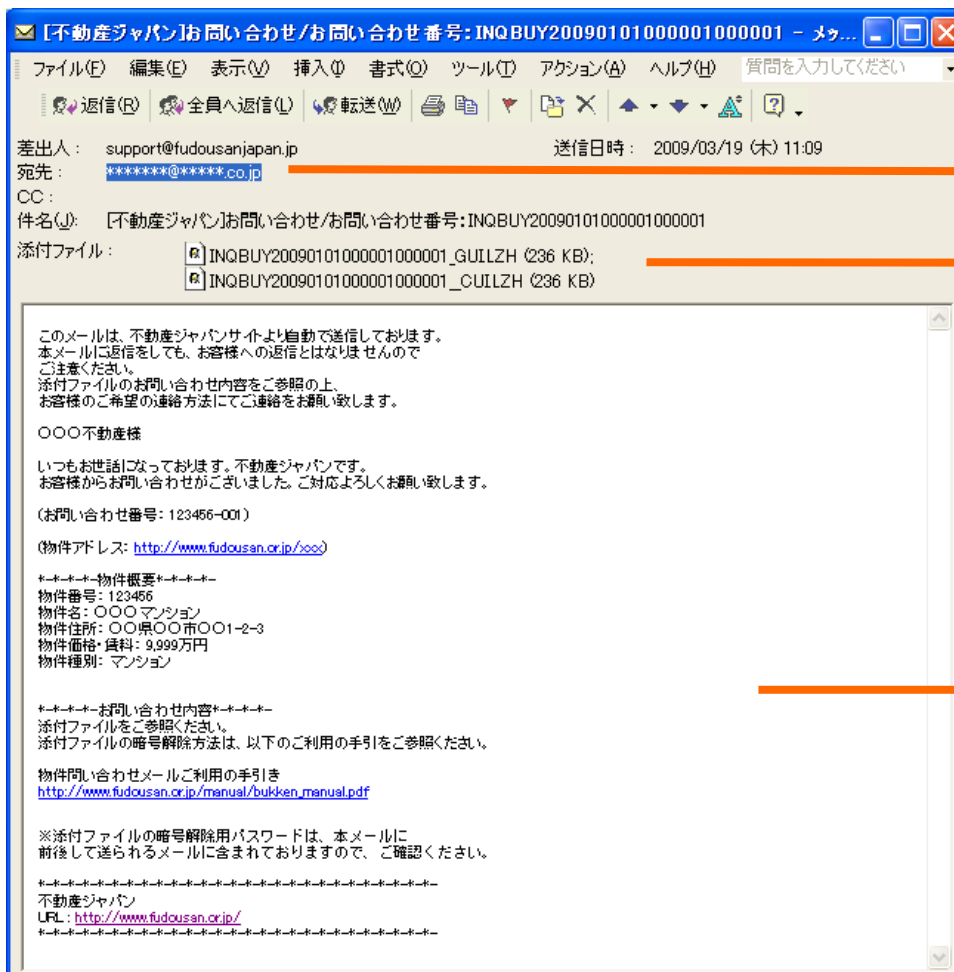 [不動産ジャパン]お問い合わせ/お問い合わせ番号: INQBUY20090101000001000001 - メッ...
ファイル(F) 編集(E) 表示(V) 挿入(I) 書式(O) ツール(T) アクション(A) ヘルプ(H) 質問を入力してください
返信(R) 全員へ返信(L) 転送(W)
差出人: support@fudousanjapan.jp 送信日時: 2009/03/19 (木) 11:09
宛先: *******@*****.co.jp
CC:
件名(J): [不動産ジャパン]お問い合わせ/お問い合わせ番号: INQBUY20090101000001000001
添付ファイル: INQBUY20090101000001000001_GUILZH (236 KB);
INQBUY20090101000001000001_CUILZH (236 KB)
このメールは、不動産ジャパンサイトより自動で送信しております。
本メールに返信をしても、お客様への返信とはなりませんので
ご注意ください。
添付ファイルのお問い合わせ内容をご参照の上、
お客様のご希望の連絡方法にてご連絡をお願い致します。
○○○不動産様
いつもお世話になっております。不動産ジャパンです。
お客様からお問い合わせがございました。ご対応よろしくお願い致します。
(お問い合わせ番号: 123456-001)
(物件アドレス: http://www.fudousan.or.jp/xxx)
*-*-*-*-物件概要*-*-*-*-
物件番号: 123456
物件名: ○○○マンション
物件住所: ○○県○○市○○1-2-3
物件価格・賃料: 9,999万円
物件種別: マンション
*-*-*-*-お問い合わせ内容*-*-*-*-
添付ファイルをご参照ください。
添付ファイルの暗号解除方法は、以下のご利用の手引をご参照ください。
物件問い合わせメールご利用の手引き
http://www.fudousan.or.jp/manual/bukken_manual.pdf
※添付ファイルの暗号解除用パスワードは、本メールに
前後して送られるメールに含まれておりますので、ご確認ください。
*-*-*-*-*-*-*-*-*-*-*-*-*-*-*-*-*-*-*-*-*-*-*-*-*-*-*-
不動産ジャパン
URL: http://www.fudousan.or.jp/
*-*-*-*-*-*-*-*-*-*-*-*-*-*-*-*-*-*-*-*-*-*-*-*-*-*-*-